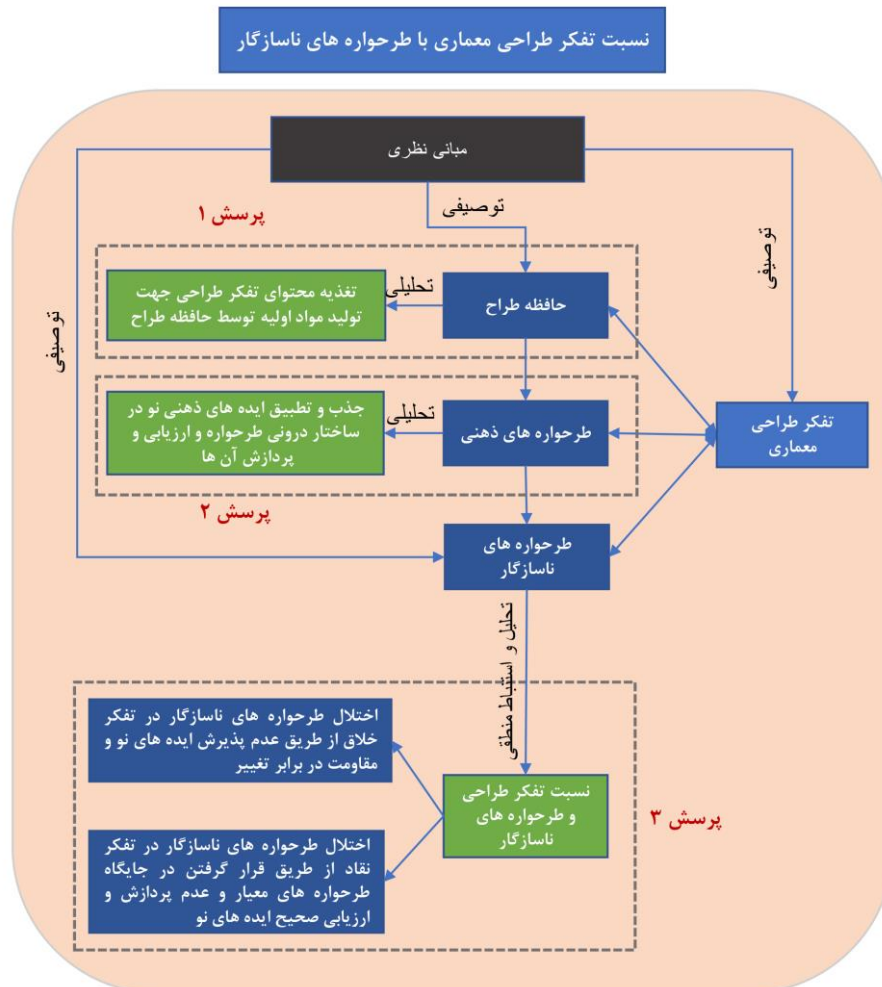 نسبت تفکر طراحی معماری با طرحواره های ناسازگار
مبانی نظری
توصیفی
پرسش ۱
توصیفی
توصیفی
حافظه طراح
تحلیلی
تغذیه محتوای تفکر طراحی جهت
تولید مواد اولیه توسط حافظه طراح
تفکر طراحی
معماری
طرحواره های ذهنی
تحلیلی
جذب و تطبیق ایده های ذهنی نو در
ساختار درونی طرحواره و ارزیابی و
پردازش آن ها
پرسش ۲
طرحواره های
ناسازگار
تحلیل و استنباط منطقی
اختلال طرحواره های ناسازگار در تفکر
خلاق از طریق عدم پذیرش ایده های نو و
مقاومت در برابر تغییر
نسبت تفکر طراحی
و طرحواره های
ناسازگار
پرسش ۳
اختلال طرحواره های ناسازگار در تفکر
نقاد از طریق قرار گرفتن در جایگاه
طرحواره های معیار و عدم پردازش و
ارزیابی صحیح ایده های نو